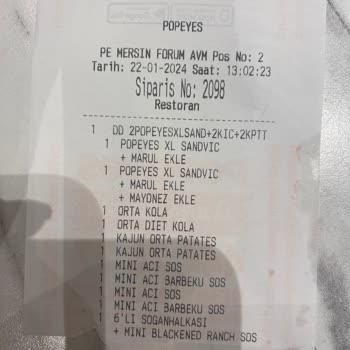 POPEYES
PE MERSIN FORUM AVM Pos No: 2
Tarih: 22-01-2024 Saat: 13:02:23
Siparis No: 2098
Restoran
1 DD 2POPEYESXLSAND+2KIC+2KPTT
1 POPEYES XL SANDVIC
+ MARUL EKLE
1 POPEYES XL SANDVIC
+ MARUL EKLE
+ MAYONEZ EKLE
1 ORTA KOLA
1 ORTA DIET KOLA
1 KAJUN ORTA PATATES
1 KAJUN ORTA PATATES
1 MINI ACI SOS
1 MINI ACI BARBEKU SOS
1 MINI ACI SOS
1 MINI ACI BARBEKU SOS
1 6'LI SOGANHALKASI
+ MINI BLACKENED RANCH SOS